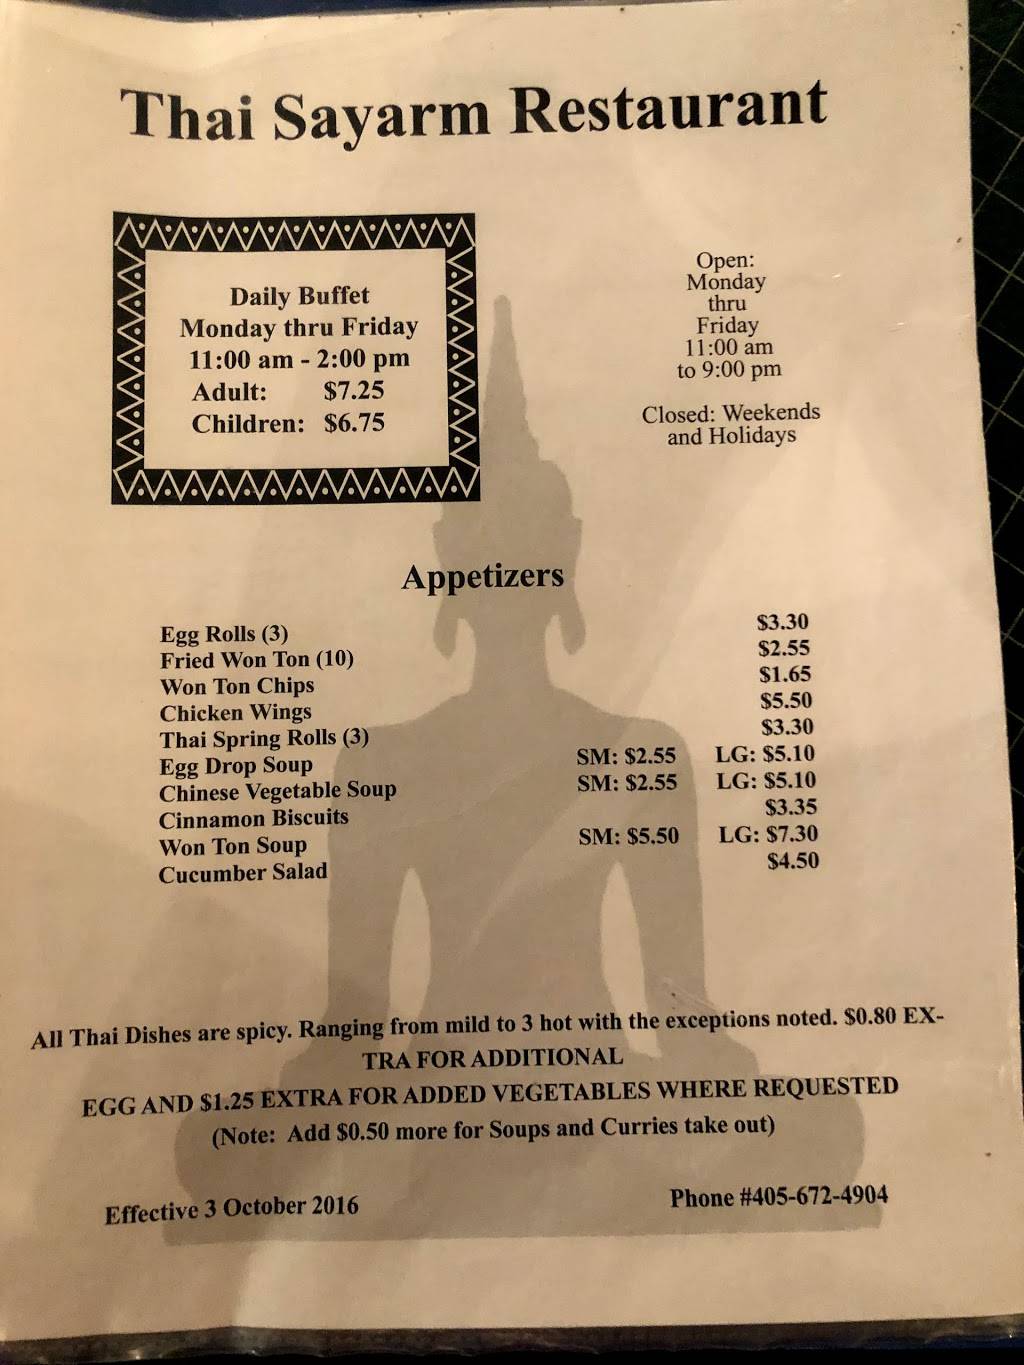 Thai Sayarm Restaurant
Daily Buffet
Monday thru Friday
11:00 am - 2:00 pm
Adult: $7.25
Children: $6.75
Open:
Monday
thru
Friday
11:00 am
to 9:00 pm
Closed: Weekends
and Holidays
Appetizers
Egg Rolls (3) $3.30
Fried Won Ton (10) $2.55
Won Ton Chips $1.65
Chicken Wings $5.50
Thai Spring Rolls (3) $3.30
Egg Drop Soup SM: $2.55 LG: $5.10
Chinese Vegetable Soup SM: $2.55 LG: $5.10
Cinnamon Biscuits $3.35
Won Ton Soup SM: $5.50 LG: $7.30
Cucumber Salad $4.50
All Thai Dishes are spicy. Ranging from mild to 3 hot with the exceptions noted. $0.80 EX-
TRA FOR ADDITIONAL
EGG AND $1.25 EXTRA FOR ADDED VEGETABLES WHERE REQUESTED
(Note: Add $0.50 more for Soups and Curries take out)
Effective 3 October 2016 Phone #405-672-4904